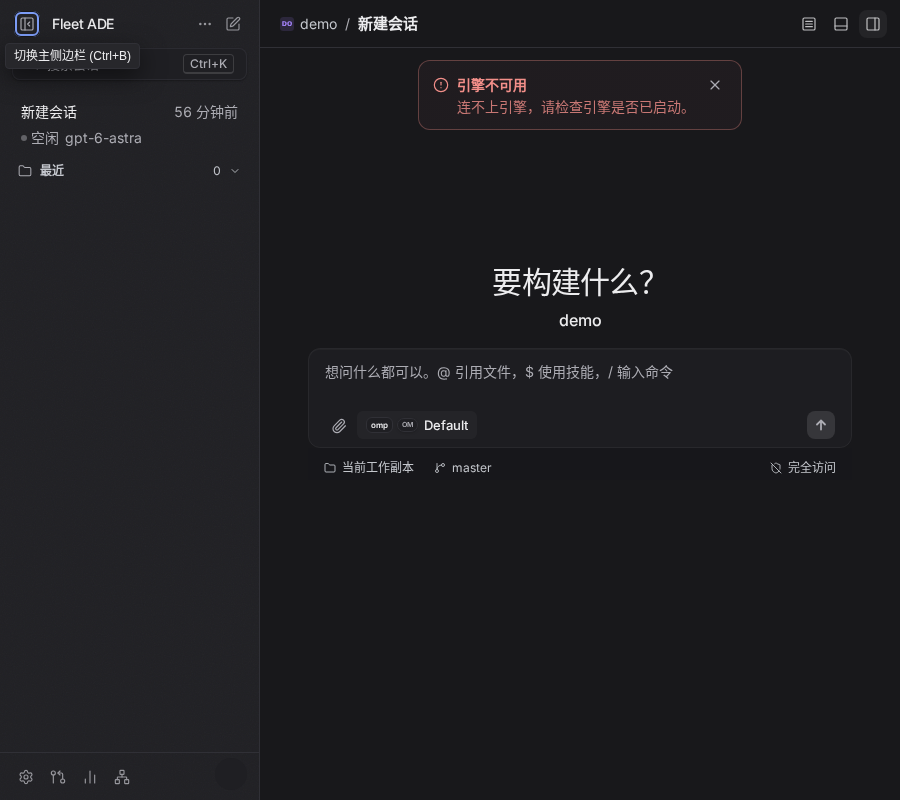 Fleet ADE
切换主侧边栏 (Ctrl+B)
Ctrl+K
新建会话 56 分钟前
空闲 gpt-6-astra
最近 0
DO demo / 新建会话
引擎不可用
连不上引擎，请检查引擎是否已启动。
要构建什么？
demo
想问什么都可以。@ 引用文件，$ 使用技能，/ 输入命令
omp OM Default
当前工作副本 master 完全访问